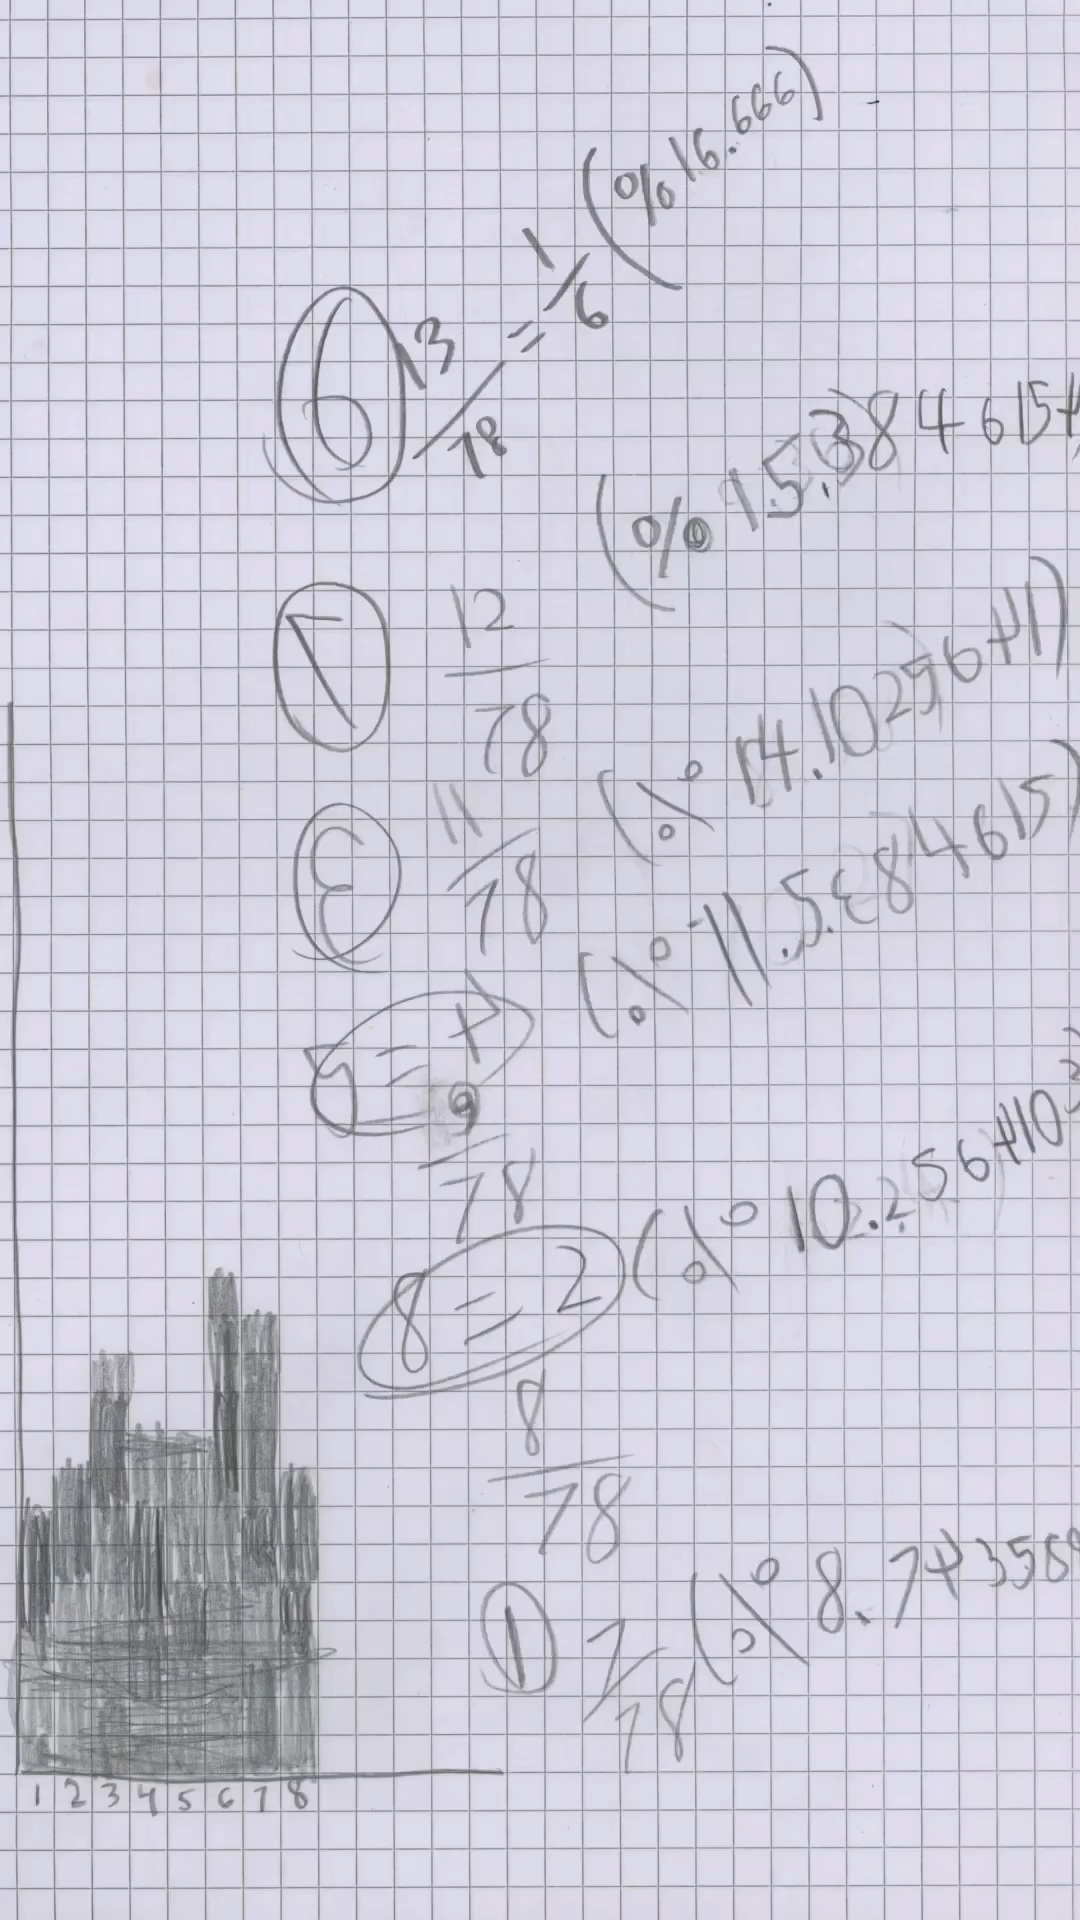 6 13/78 = 1/6 (%16.666)
(%15.384615
7 12/78
(%14.1025641)
3 11/78
(%11.5384615)
5 = 4
9/78
(%10.2564103
8 = 2
8/78
1 7/78 (%8.74358
1 2 3 4 5 6 7 8